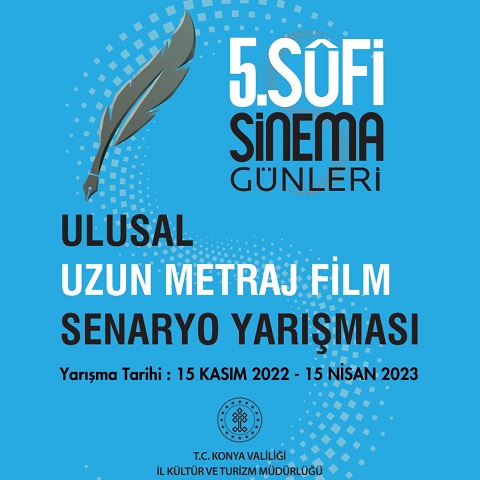 5.SÛFİ
SİNEMA
GÜNLERİ
ULUSAL
UZUN METRAJ FİLM
SENARYO YARIŞMASI
Yarışma Tarihi : 15 KASIM 2022 - 15 NİSAN 2023
T.C. KONYA VALİLİĞİ
İL KÜLTÜR VE TURİZM MÜDÜRLÜĞÜ